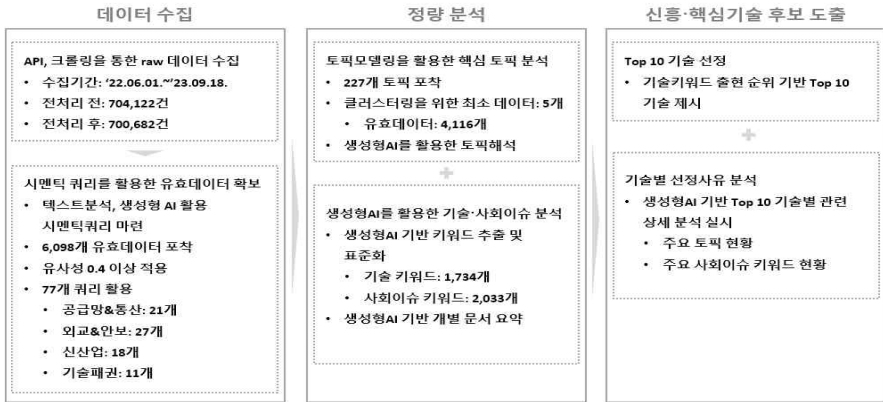 데이터 수집
API, 크롤링을 통한 raw 데이터 수집
• 수집기간: ‘22.06.01.~’23.09.18.
• 전처리 전: 704,122건
• 전처리 후: 700,682건
시멘틱 쿼리를 활용한 유효데이터 확보
• 텍스트분석, 생성형 AI 활용
시멘틱쿼리 마련
• 6,098개 유효데이터 포착
• 유사성 0.4 이상 적용
• 77개 쿼리 활용
• 공급망&통산: 21개
• 외교&안보: 27개
• 신산업: 18개
• 기술패권: 11개
정량 분석
토픽모델링을 활용한 핵심 토픽 분석
• 227개 토픽 포착
• 클러스터링을 위한 최소 데이터: 5개
• 유효데이터: 4,116개
• 생성형AI를 활용한 토픽해석
생성형AI를 활용한 기술·사회이슈 분석
• 생성형AI 기반 키워드 추출 및
표준화
• 기술 키워드: 1,734개
• 사회이슈 키워드: 2,033개
• 생성형AI 기반 개별 문서 요약
신흥·핵심기술 후보 도출
Top 10 기술 선정
• 기술키워드 출현 순위 기반 Top 10
기술 제시
기술별 선정사유 분석
• 생성형AI 기반 Top 10 기술별 관련
상세 분석 실시
• 주요 토픽 현황
• 주요 사회이슈 키워드 현황